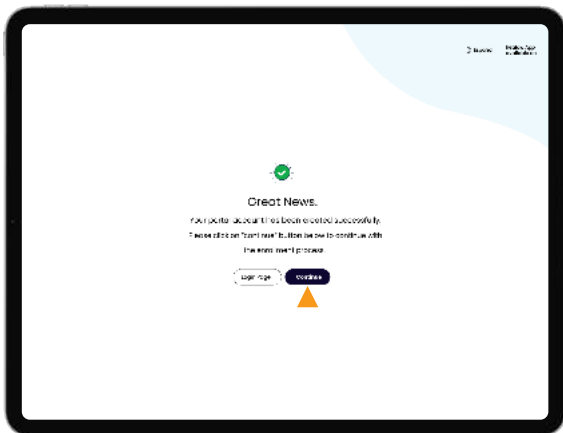 Español
Great News.
Your portal account has been created successfully.
Please click on "continue" button below to continue with
the enrollment process.
Login Page
Continue